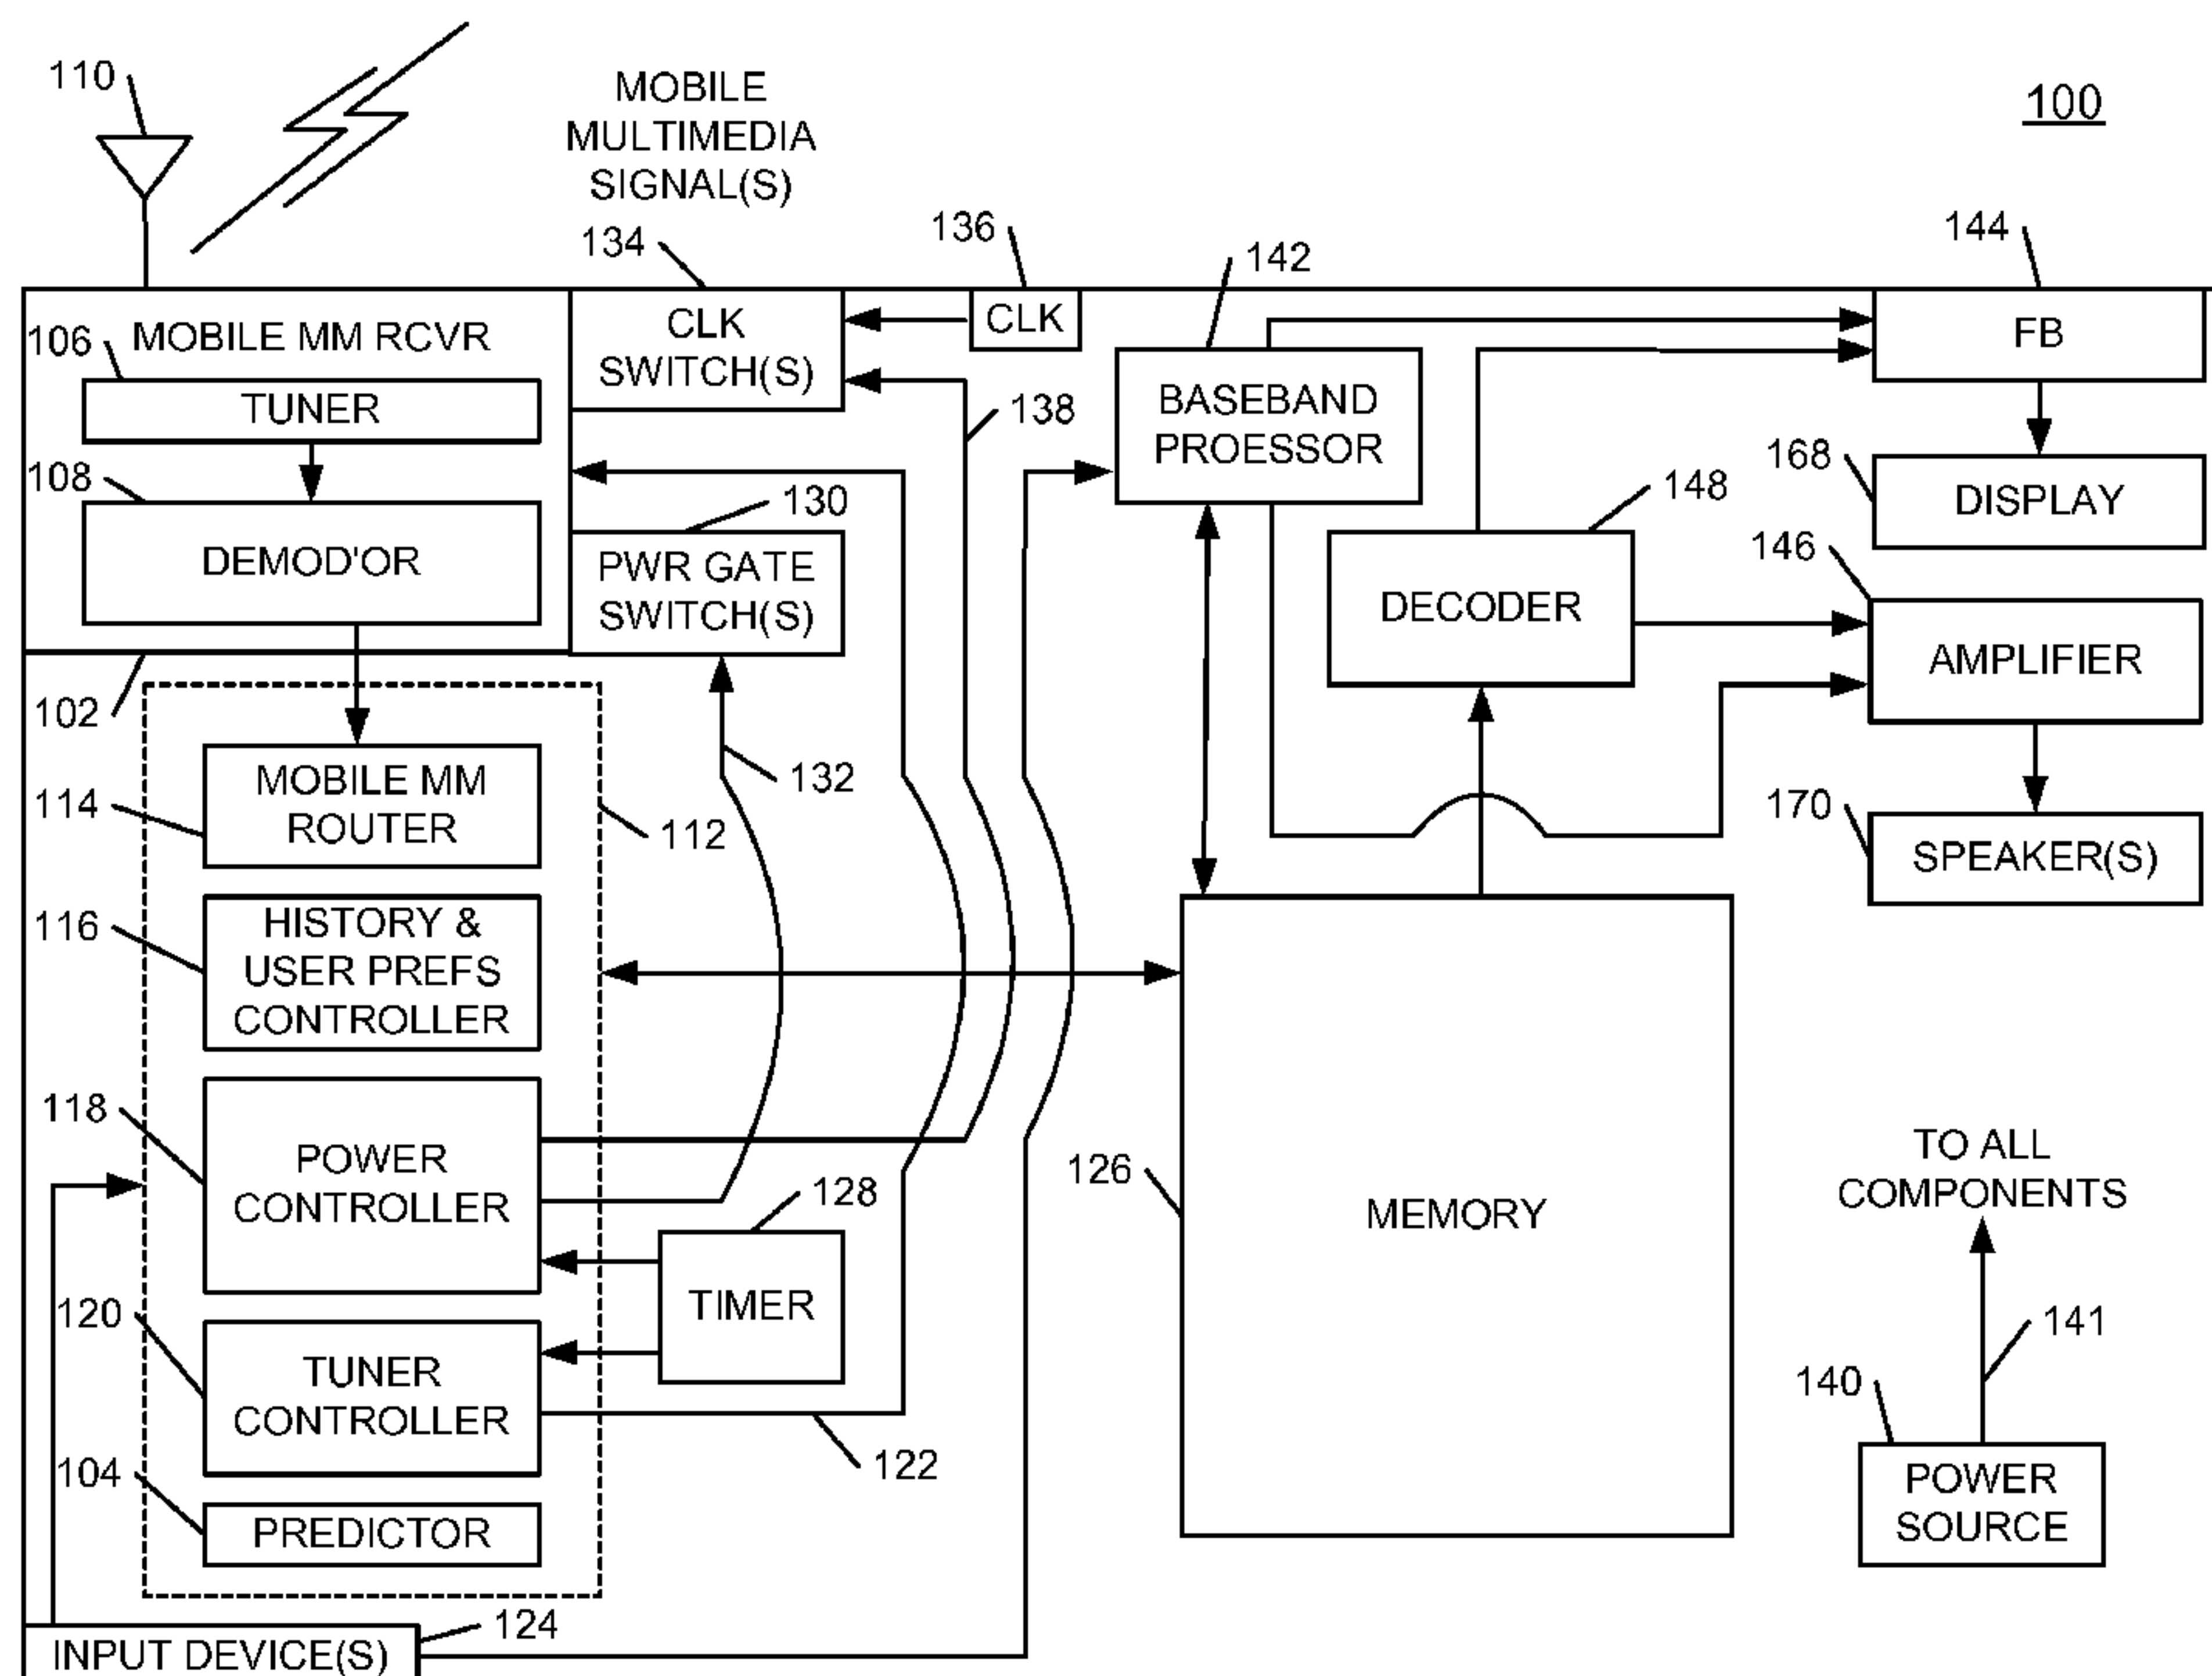 110
MOBILE
MULTIMEDIA
SIGNAL(S)
100
134
136
142
144
MOBILE MM RCVR
106
TUNER
108
DEMOD'OR
CLK
SWITCH(S)
CLK
138
130
PWR GATE
SWITCH(S)
BASEBAND
PROESSOR
148
DECODER
FB
168
DISPLAY
146
AMPLIFIER
170
SPEAKER(S)
102
132
112
114
MOBILE MM
ROUTER
116
HISTORY &
USER PREFS
CONTROLLER
118
POWER
CONTROLLER
128
TIMER
120
TUNER
CONTROLLER
122
104
PREDICTOR
124
INPUT DEVICE(S)
126
MEMORY
TO ALL
COMPONENTS
141
140
POWER
SOURCE